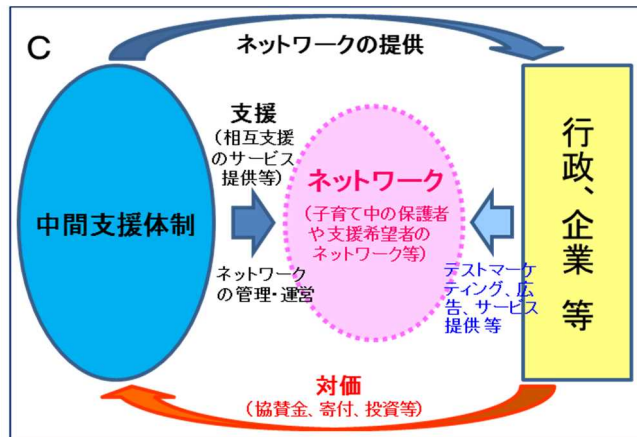 C
ネットワークの提供
中間支援体制
支援
（相互支援
のサービス
提供等）
ネットワーク
の管理・運営
ネットワーク
（子育て中の保護者
や支援希望者の
ネットワーク等）
テストマーケ
ティング、広
告、サービス
提供 等
行政、企業 等
対価
（協賛金、寄付、投資等）